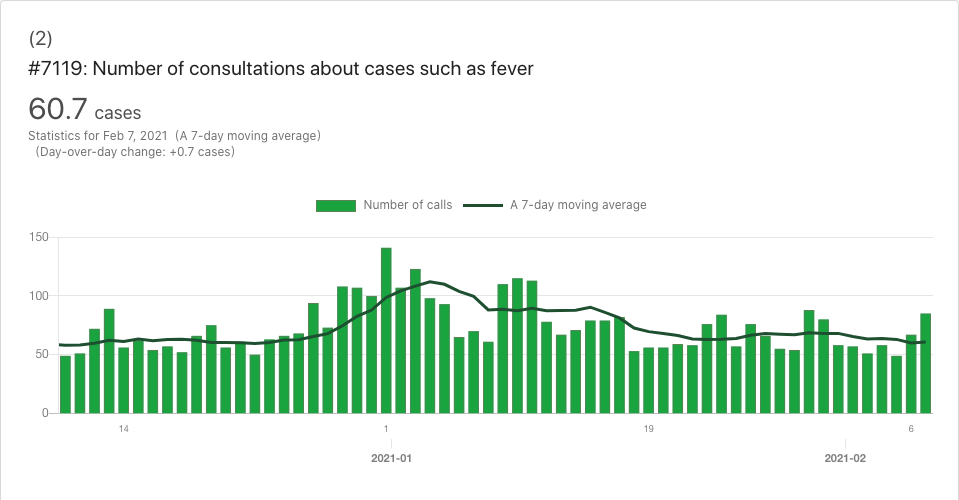 (2)
#7119: Number of consultations about cases such as fever
60.7 cases
Statistics for Feb 7, 2021 (A 7-day moving average)
(Day-over-day change: +0.7 cases)
Number of calls A 7-day moving average
150
100
50
0
14 1 19 6
2021-01 2021-02